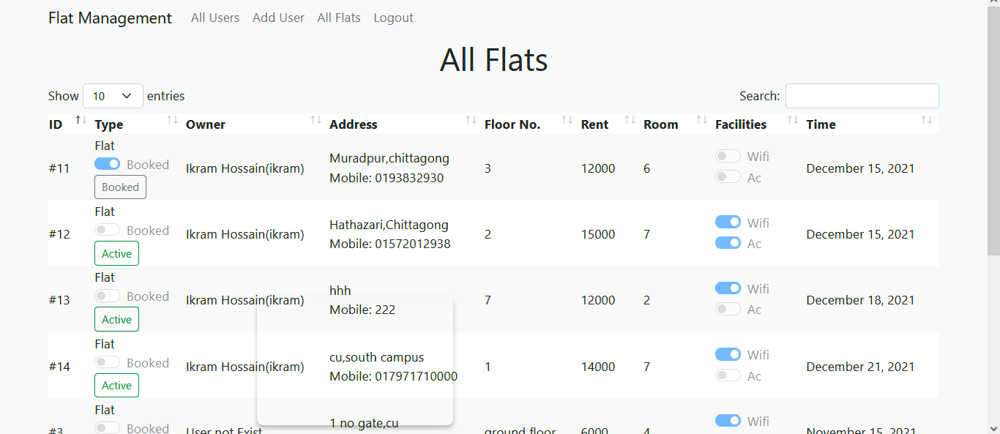 Flat Management All Users Add User All Flats Logout
All Flats
Show 10 entries Search:
ID Type Owner Address Floor No. Rent Room Facilities Time
Flat
Booked
Booked
#11 Ikram Hossain(ikram)
Muradpur,chittagong
Mobile: 0193832930
3 12000 6
Wifi
Ac
December 15, 2021
Flat
Booked
Active
#12 Ikram Hossain(ikram)
Hathazari,Chittagong
Mobile: 01572012938
2 15000 7
Wifi
Ac
December 15, 2021
Flat
Booked
Active
#13 Ikram Hossain(ikram)
hhh
Mobile: 222
7 12000 2
Wifi
Ac
December 18, 2021
Flat
Booked
Active
#14 Ikram Hossain(ikram)
cu,south campus
Mobile: 017971710000
1 14000 7
Wifi
Ac
December 21, 2021
Flat
Booked
#3 User not Exist
1 no gate,cu
ground floor 6000 4
Wifi
November 15, 2021